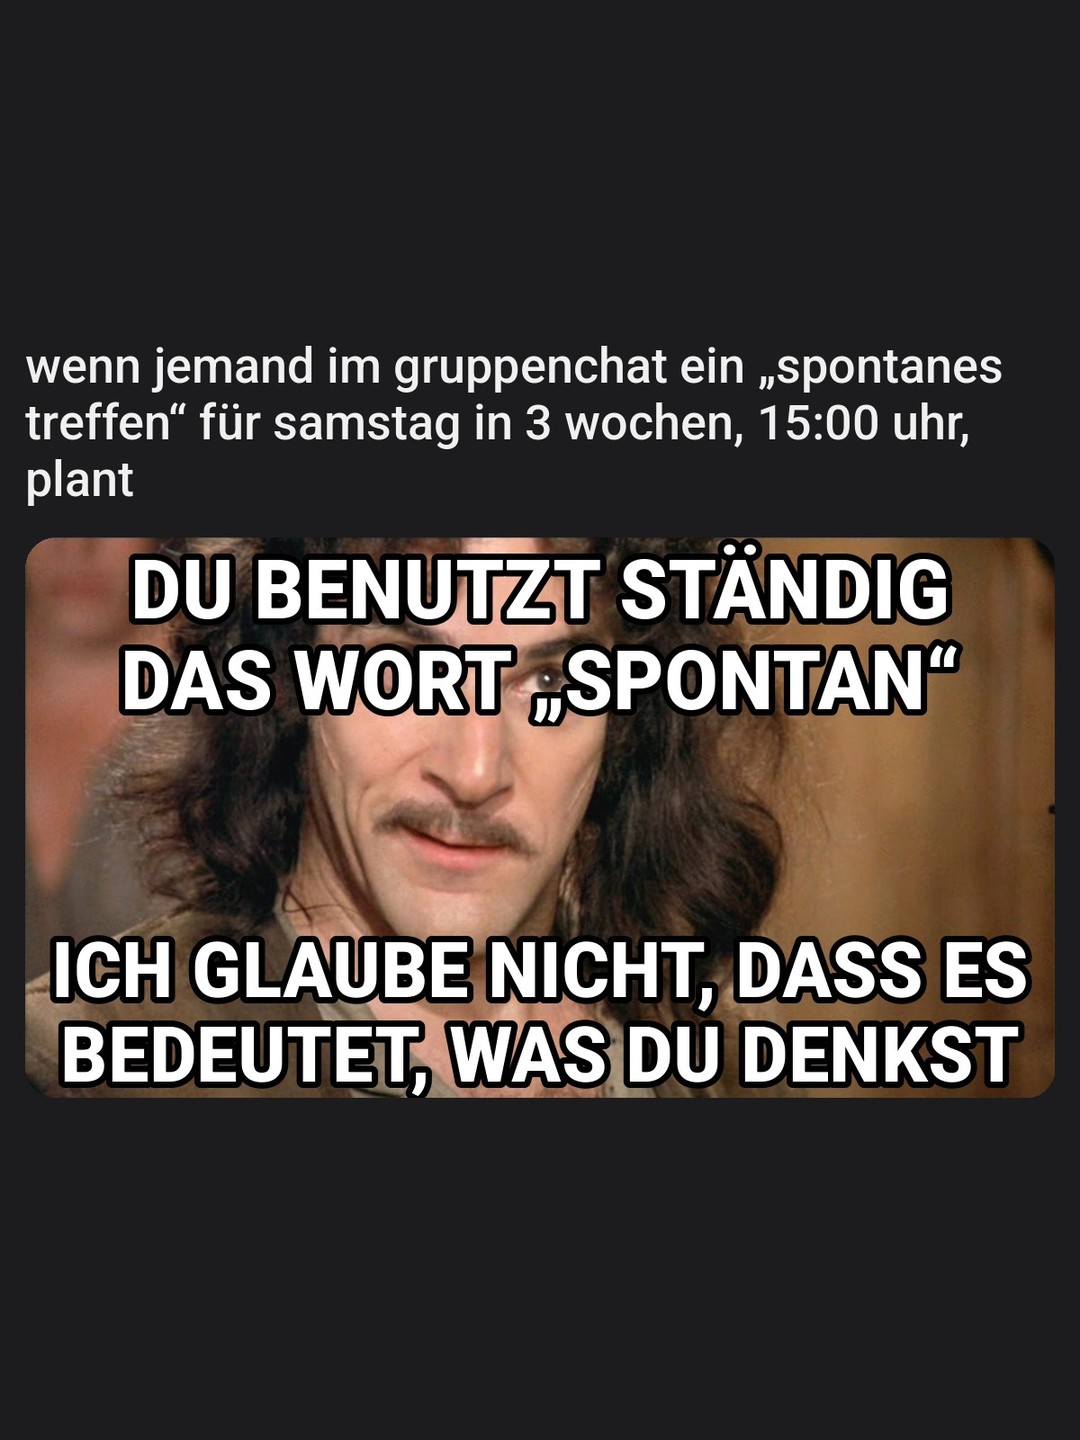 wenn jemand im gruppenchat ein „spontanes
treffen“ für samstag in 3 wochen, 15:00 uhr,
plant
DU BENUTZT STÄNDIG
DAS WORT „SPONTAN“
ICH GLAUBE NICHT, DASS ES
BEDEUTET, WAS DU DENKST